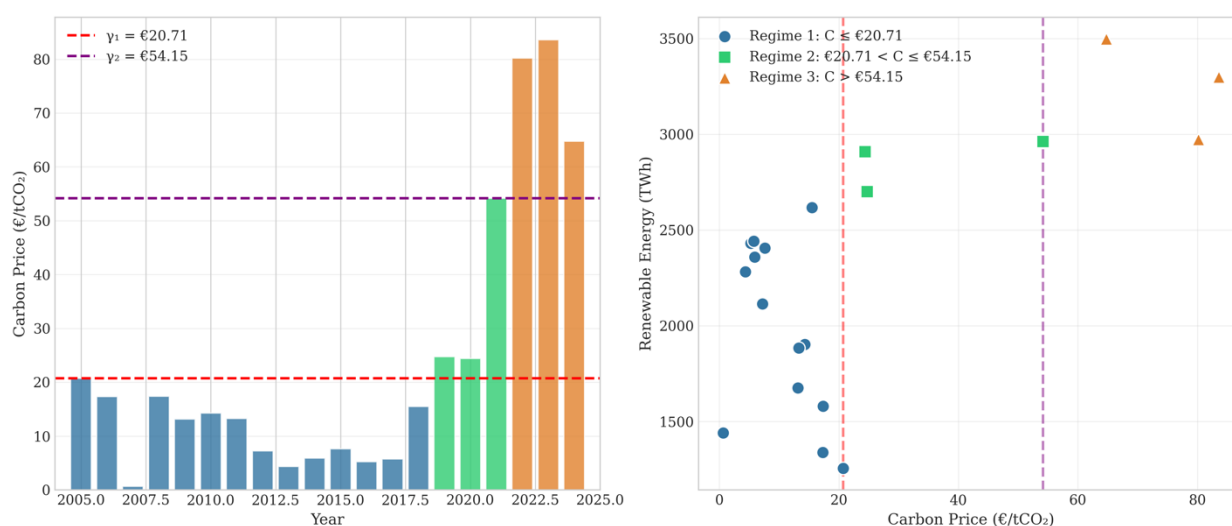 γ₁ = €20.71
γ₂ = €54.15
Carbon Price (€/tCO₂)
80
70
60
50
40
30
20
10
0
2005.0 2007.5 2010.0 2012.5 2015.0 2017.5 2020.0 2022.5 2025.0
Year
Regime 1: C ≤ €20.71
Regime 2: €20.71 < C ≤ €54.15
Regime 3: C > €54.15
Renewable Energy (TWh)
3500
3000
2500
2000
1500
0 20 40 60 80
Carbon Price (€/tCO₂)